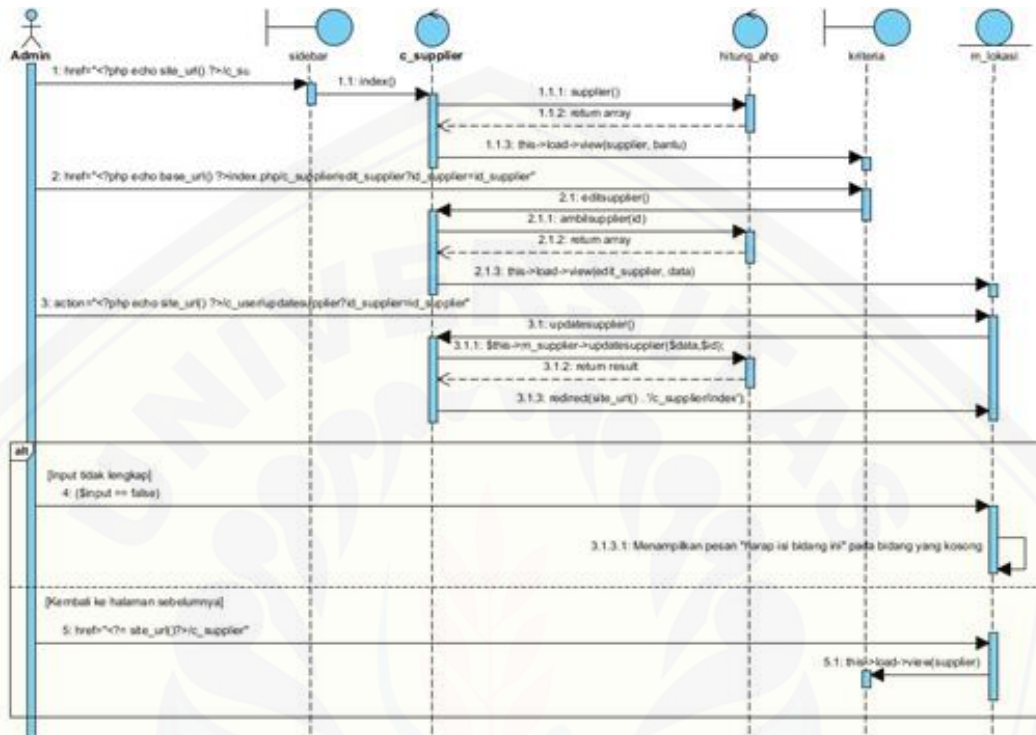 Admin
sidebar
c_supplier
hitung_ahp
kriteria
m_lokasi
1: href="<?php echo site_url() ?>/c_su
1.1: index()
1.1.1: supplier()
1.1.2: return array
1.1.3: this->load->view(supplier, bantu)
2: href="<?php echo base_url() ?>index.php/c_supplier/edit_supplier?id_supplier=id_supplier"
2.1: editsupplier()
2.1.1: ambilsupplier(id)
2.1.2: return array
2.1.3: this->load->view(edit_supplier, data)
3: action="<?php echo site_url() ?>/c_user/updatesupplier?id_supplier=id_supplier"
3.1: updatesupplier()
3.1.1: $this->m_supplier->updatesupplier($data,$id);
3.1.2: return result
3.1.3: redirect(site_url() . '/c_supplier/index');
alt
[Input tidak lengkap]
4: ($input == false)
3.1.3.1: Menampilkan pesan "Harap isi bidang ini" pada bidang yang kosong
[Kembali ke halaman sebelumnya]
5: href="<?= site_url()?>/c_supplier"
5.1: this->load->view(supplier)
UNIVERSITAS